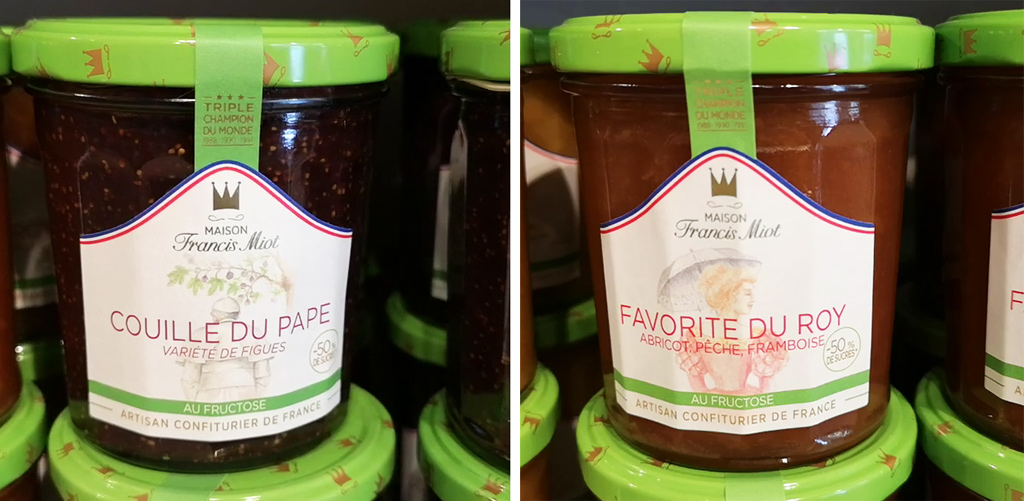 ★★★
TRIPLE
CHAMPION
DU MONDE
MAISON
Francis Miot
COUILLE DU PAPE
VARIÉTÉ DE FIGUES
-50%
DE SUCRES
AU FRUCTOSE
ARTISAN CONFITURIER DE FRANCE
★★★
TRIPLE
CHAMPION
DU MONDE
MAISON
Francis Miot
FAVORITE DU ROY
ABRICOT, PÊCHE, FRAMBOISE
-50%
DE SUCRES
AU FRUCTOSE
ARTISAN CONFITURIER DE FRANCE
F